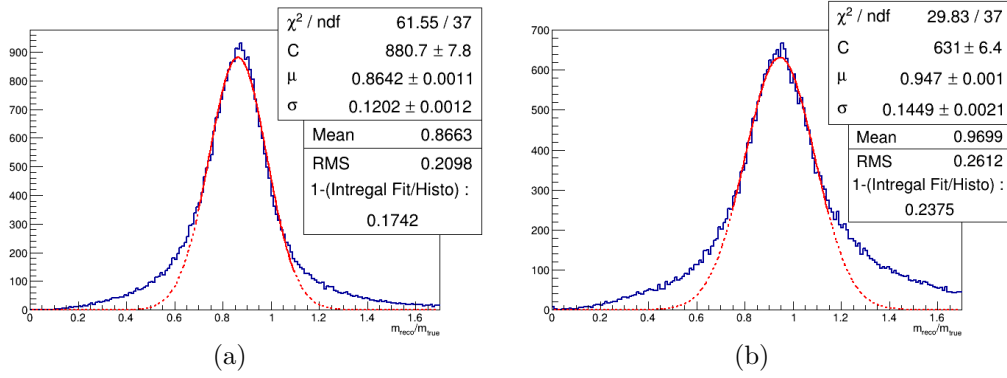 χ² / ndf 61.55 / 37
C 880.7 ± 7.8
μ 0.8642 ± 0.0011
σ 0.1202 ± 0.0012
Mean 0.8663
RMS 0.2098
1-(Intregal Fit/Histo) :
0.1742
900
800
700
600
500
400
300
200
100
0
0 0.2 0.4 0.6 0.8 1 1.2 1.4 1.6
m_reco/m_true
(a)
χ² / ndf 29.83 / 37
C 631 ± 6.4
μ 0.947 ± 0.001
σ 0.1449 ± 0.0021
Mean 0.9699
RMS 0.2612
1-(Intregal Fit/Histo) :
0.2375
700
600
500
400
300
200
100
0
0 0.2 0.4 0.6 0.8 1 1.2 1.4 1.6
m_reco/m_true
(b)